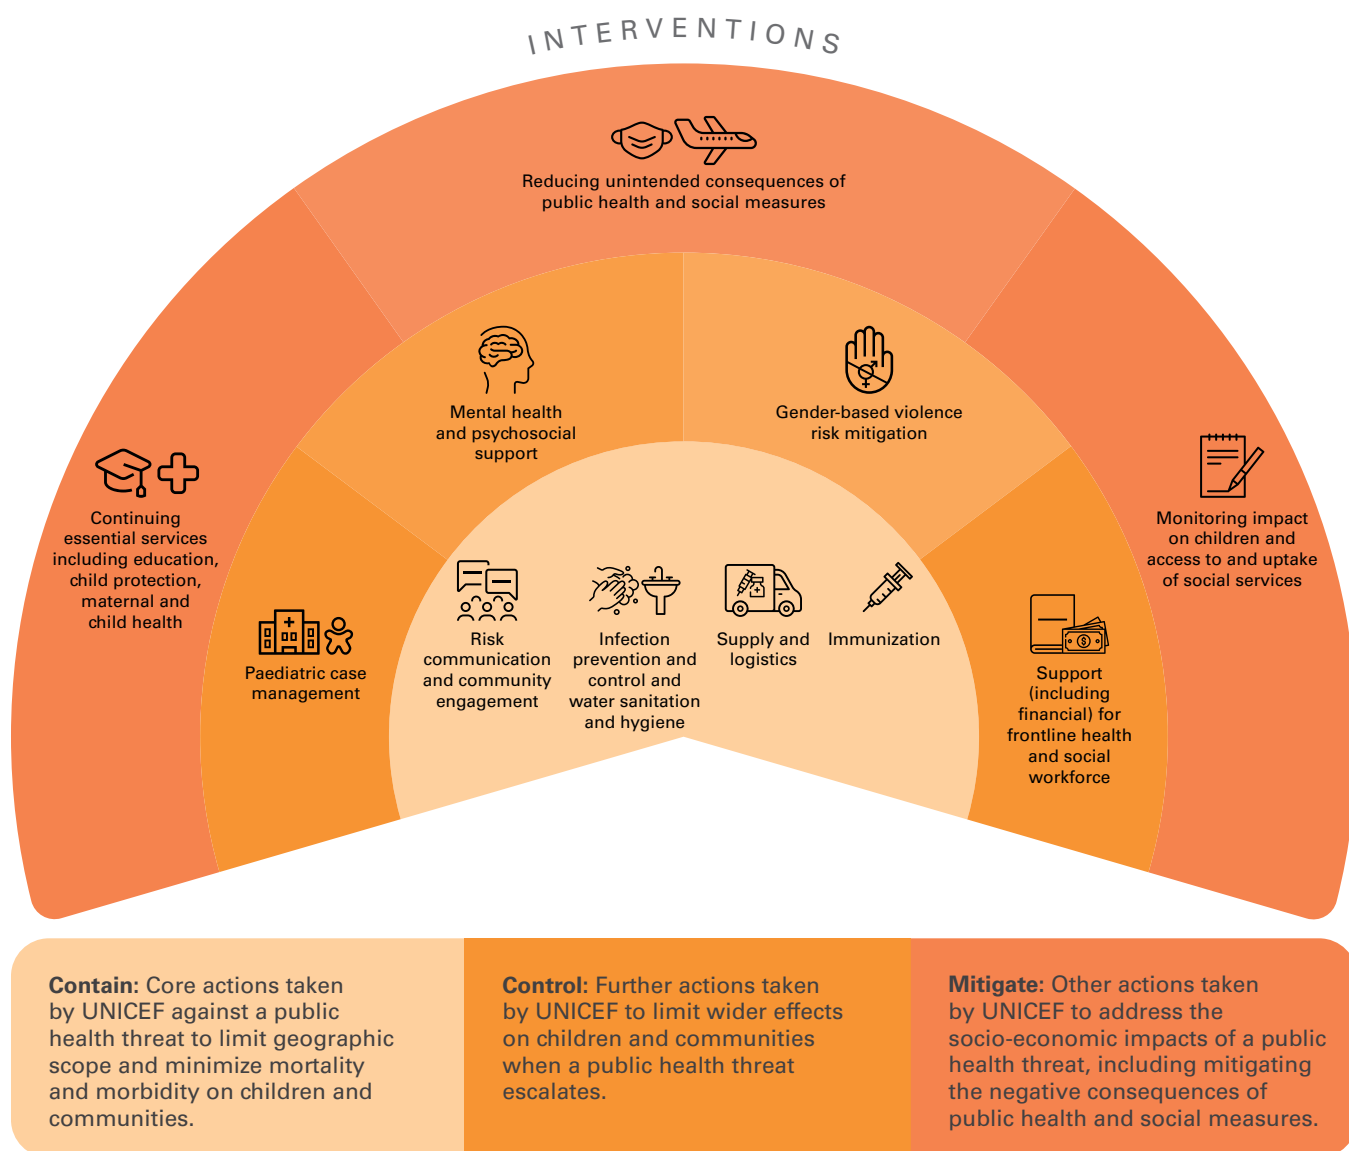 INTERVENTIONS
Reducing unintended consequences of
public health and social measures
Mental health
and psychosocial
support
Gender-based violence
risk mitigation
Continuing
essential services
including education,
child protection,
maternal and
child health
Monitoring impact
on children and
access to and uptake
of social services
Paediatric case
management
Risk
communication
and community
engagement
Infection
prevention and
control and
water sanitation
and hygiene
Supply and
logistics
Immunization
Support
(including
financial) for
frontline health
and social
workforce
Contain: Core actions taken
by UNICEF against a public
health threat to limit geographic
scope and minimize mortality
and morbidity on children and
communities.
Control: Further actions taken
by UNICEF to limit wider effects
on children and communities
when a public health threat
escalates.
Mitigate: Other actions taken
by UNICEF to address the
socio-economic impacts of a public
health threat, including mitigating
the negative consequences of
public health and social measures.